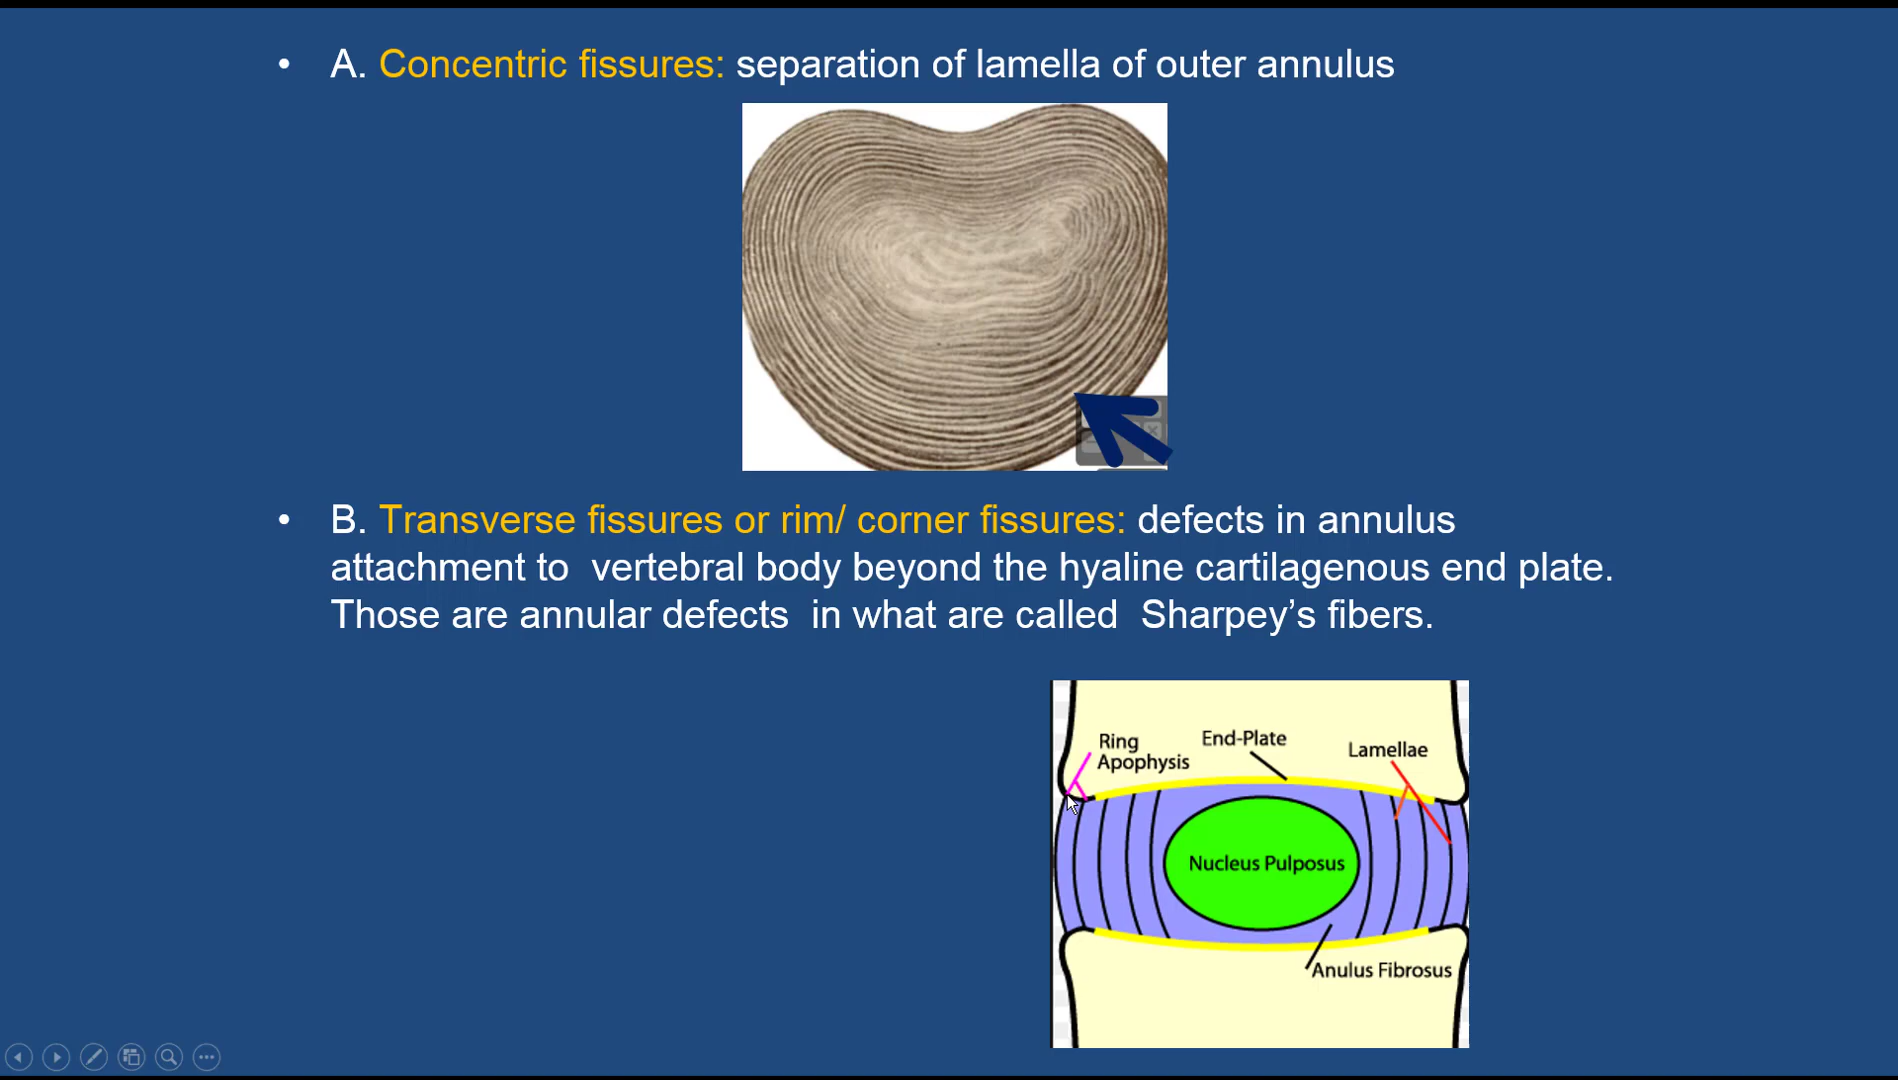 • A. Concentric fissures: separation of lamella of outer annulus
• B. Transverse fissures or rim/ corner fissures: defects in annulus
attachment to vertebral body beyond the hyaline cartilagenous end plate.
Those are annular defects in what are called Sharpey’s fibers.
Ring
Apophysis
End-Plate
Lamellae
Nucleus Pulposus
Anulus Fibrosus